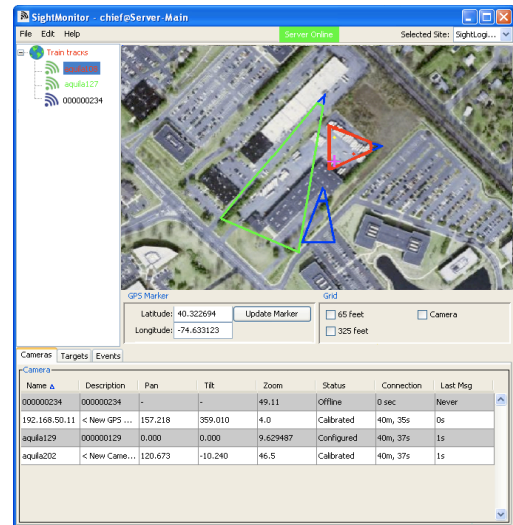 SightMonitor - chief@Server-Main
File Edit Help
Server Online
Selected Site: SightLogi...
Train tracks
aquila127
000000234
GPS Marker
Latitude: 40.322694 Update Marker
Longitude: -74.633123
Grid
65 feet Camera
325 feet
Cameras Targets Events
Camera
Name Description Pan Tilt Zoom Status Connection Last Msg
000000234 000000234 - - 49.11 Offline 0 sec Never
192.168.50.11 < New GPS ... 157.218 359.010 4.0 Calibrated 40m, 35s 0s
aquila129 000000129 0.000 0.000 9.629487 Configured 40m, 37s 1s
aquila202 < New Came... 120.673 -10.240 46.5 Calibrated 40m, 37s 1s